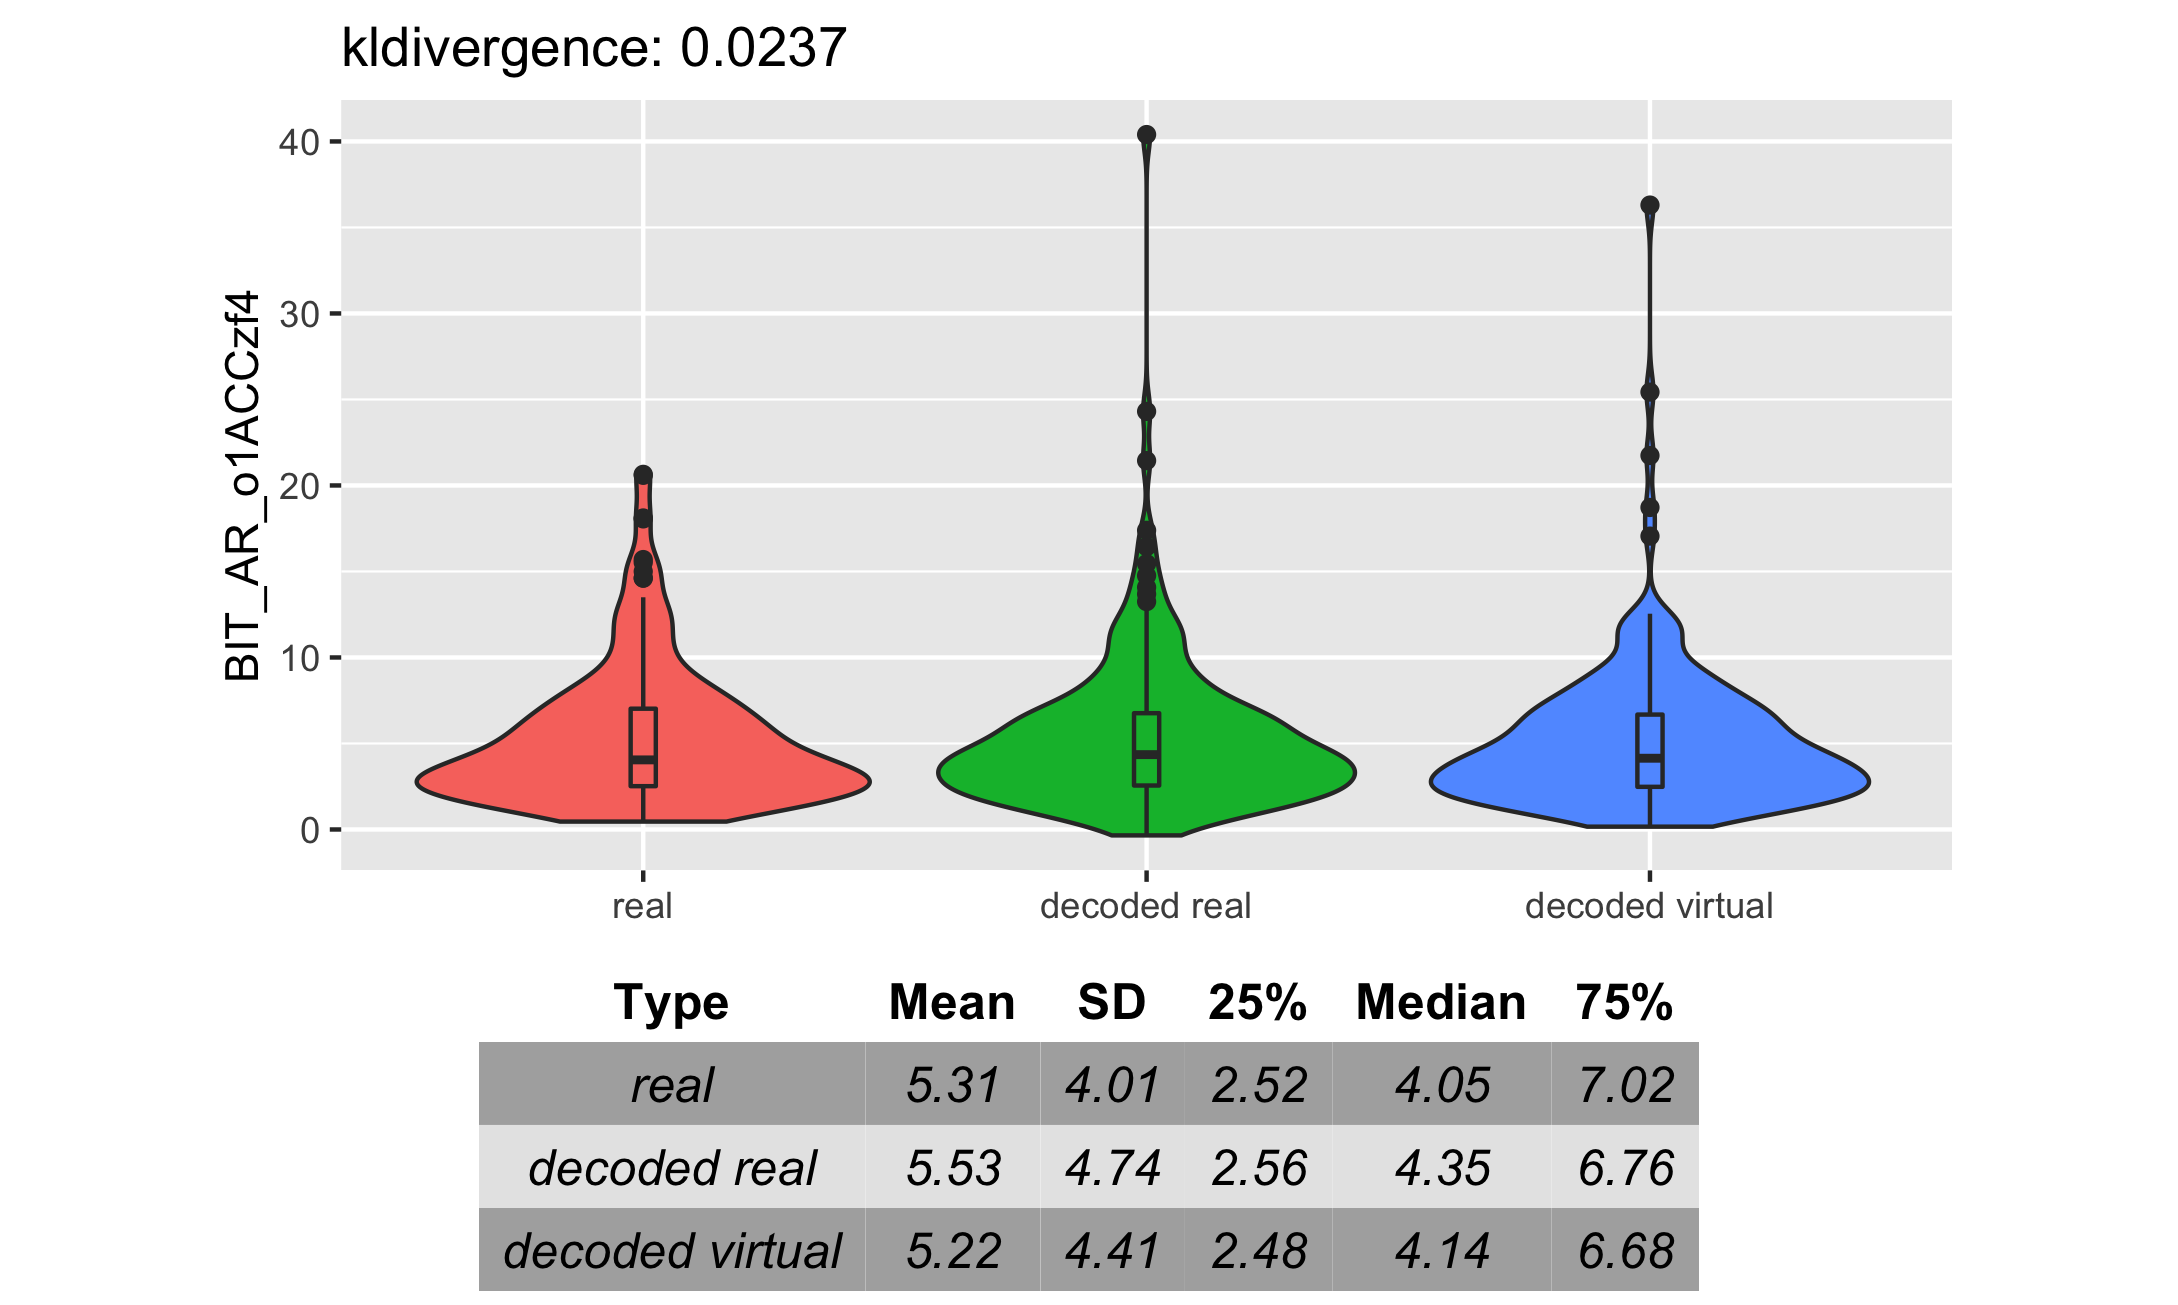 kldivergence: 0.0237
BIT_AR_o1ACCzf4
40
30
20
10
0
real decoded real decoded virtual
Type Mean SD 25% Median 75%
real 5.31 4.01 2.52 4.05 7.02
decoded real 5.53 4.74 2.56 4.35 6.76
decoded virtual 5.22 4.41 2.48 4.14 6.68